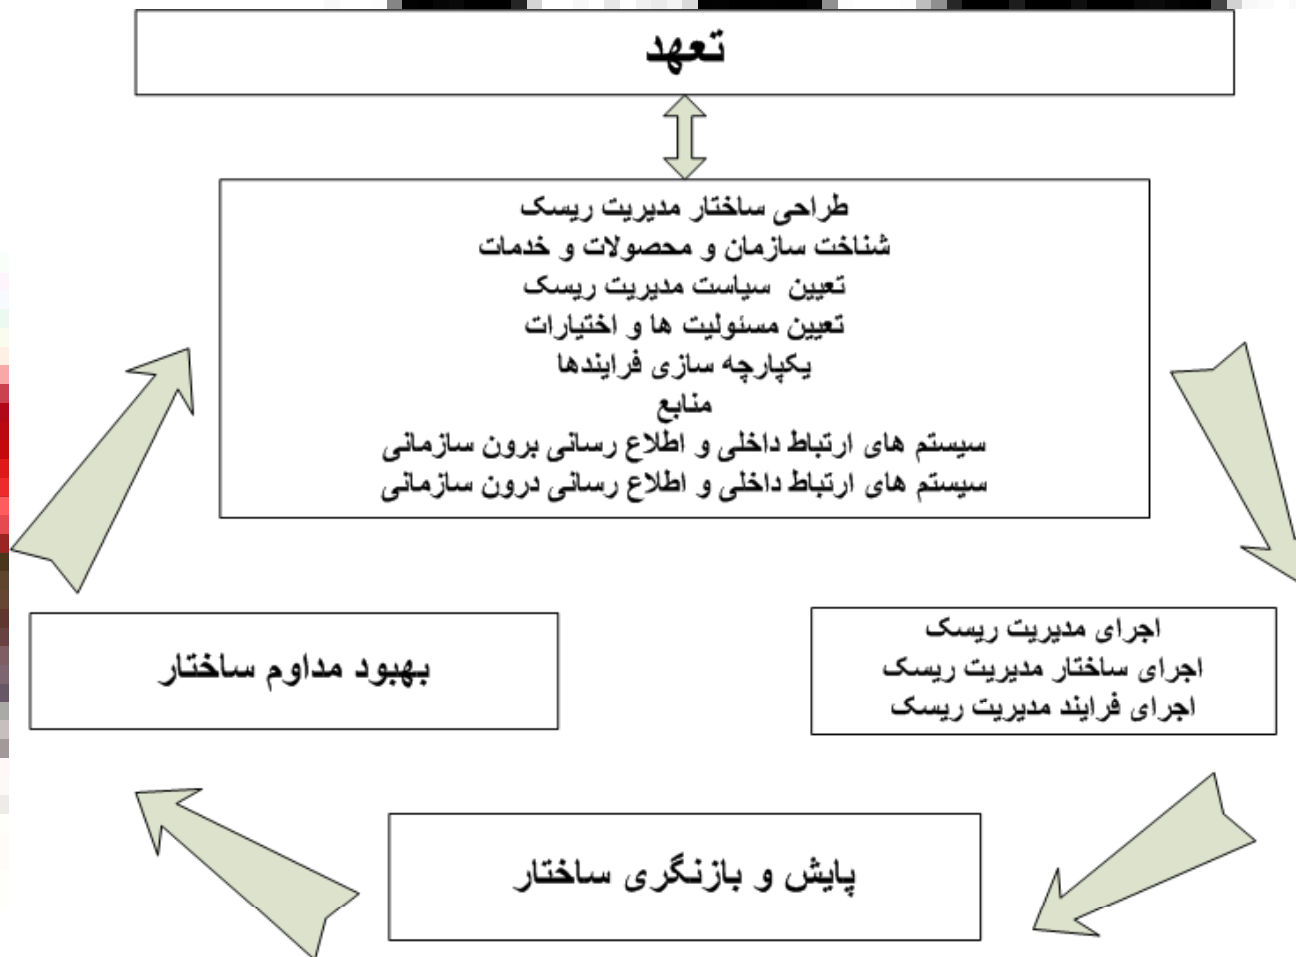 تعهد
طراحی ساختار مدیریت ریسک
شناخت سازمان و محصولات و خدمات
تعیین سیاست مدیریت ریسک
تعیین مسئولیت ها و اختیارات
یکپارچه سازی فرایندها
منابع
سیستم های ارتباط داخلی و اطلاع رسانی برون سازمانی
سیستم های ارتباط داخلی و اطلاع رسانی درون سازمانی
اجرای مدیریت ریسک
اجرای ساختار مدیریت ریسک
اجرای فرایند مدیریت ریسک
بهبود مداوم ساختار
پایش و بازنگری ساختار